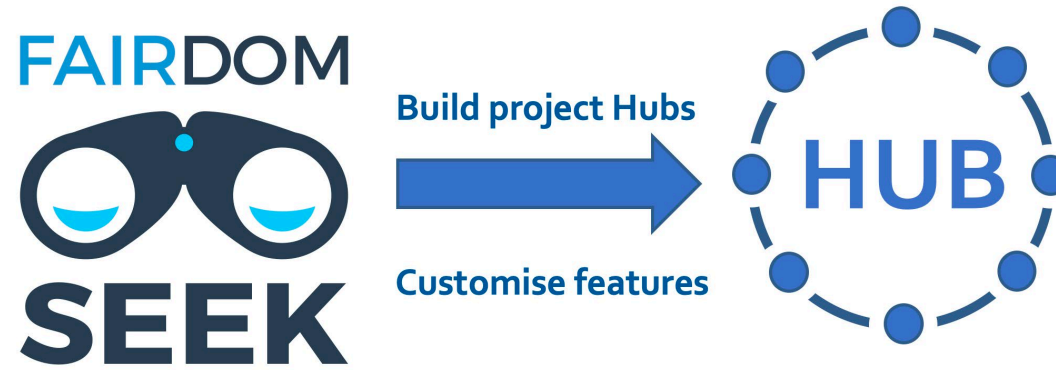 FAIRDOM
SEEK
Build project Hubs
Customise features
HUB